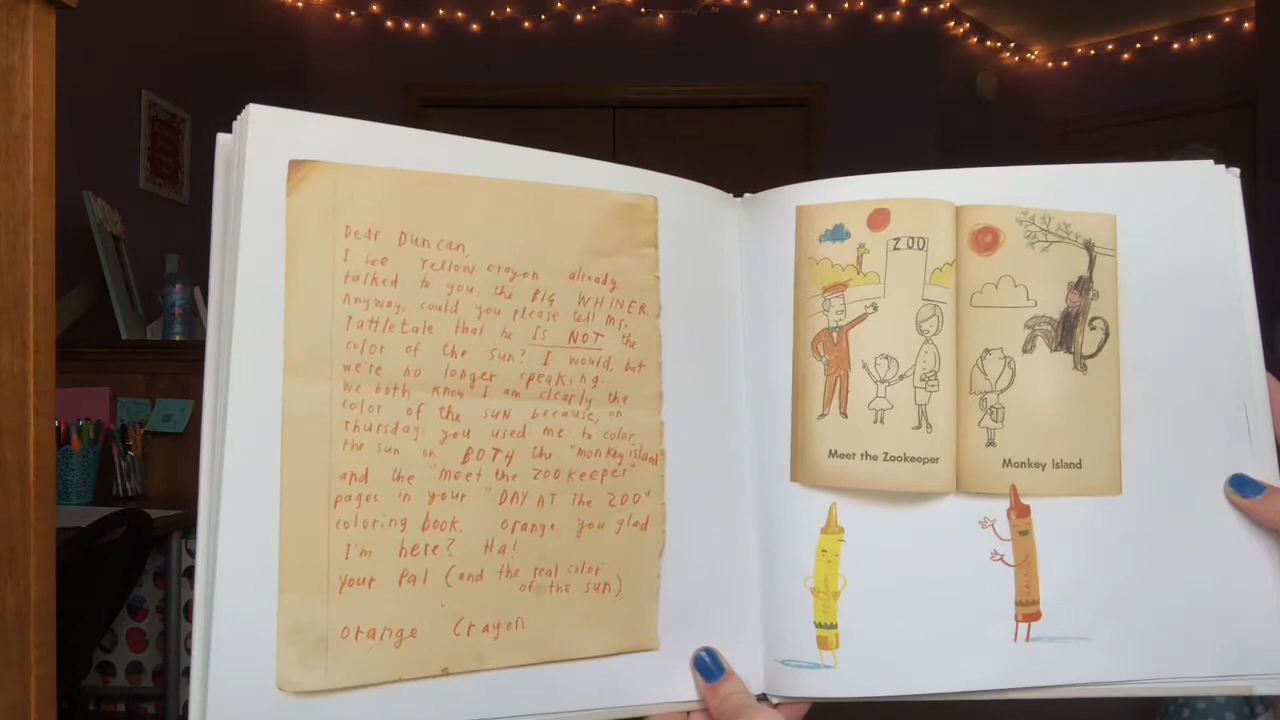 Dear Duncan,
I see Yellow crayon already
talked to you, the BIG WHINER.
Anyway, could you please tell Mr.
Tattletale that he IS NOT the
color of the sun? I would, but
we're no longer speaking.
We both know I am clearly the
color of the sun because, on
Thursday, you used me to color
the sun on BOTH the "monkey island"
and the "Meet the ZOOkeeper"
pages in your "DAY AT THE ZOO"
coloring book. Orange you glad
I'm here? Ha!
Your Pal (and the real color
of the sun),
orange Crayon
ZOO
Meet the Zookeeper
Monkey Island